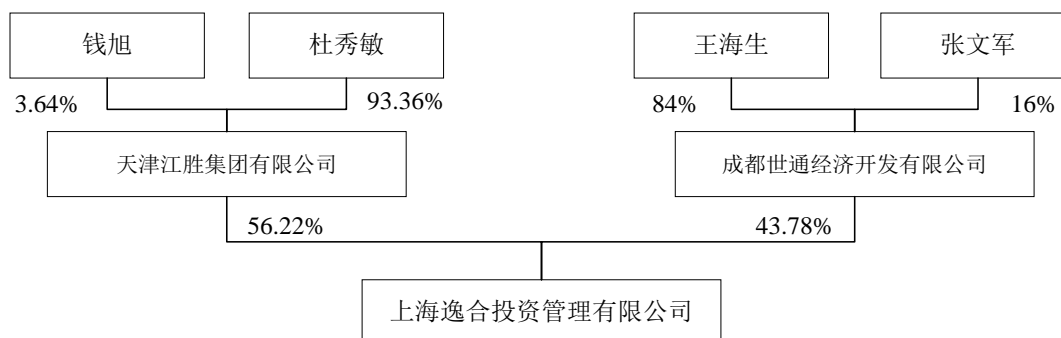 钱旭
杜秀敏
王海生
张文军
3.64%
93.36%
84%
16%
天津江胜集团有限公司
成都世通经济开发有限公司
56.22%
43.78%
上海逸合投资管理有限公司